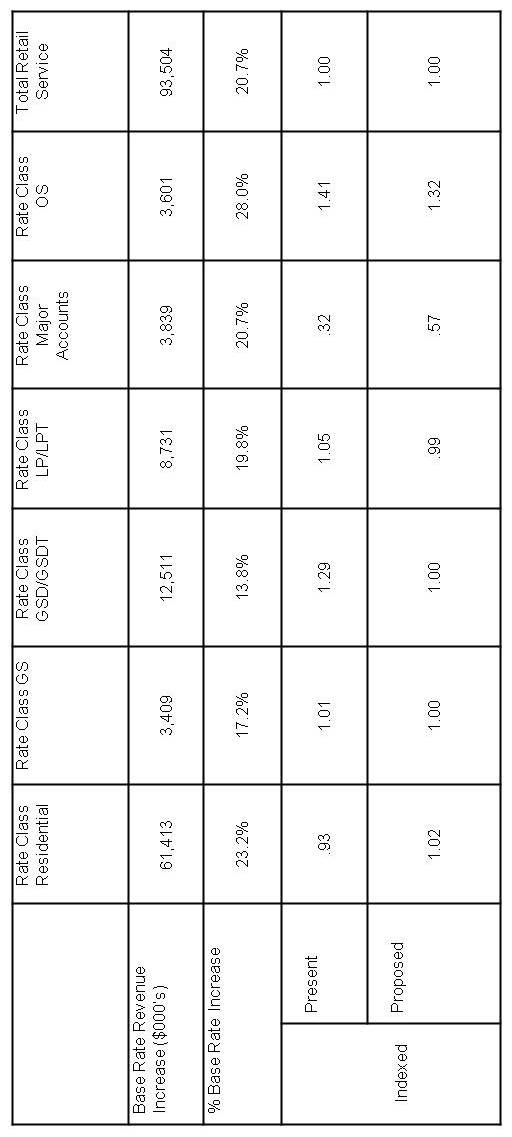 Rate Class
Residential
Rate Class GS
Rate Class
GSD/GSDT
Rate Class
LP/LPT
Rate Class
Major
Accounts
Rate Class
OS
Total Retail
Service
Base Rate Revenue
Increase ($000's)
61,413
3,409
12,511
8,731
3,839
3,601
93,504
% Base Rate Increase
23.2%
17.2%
13.8%
19.8%
20.7%
28.0%
20.7%
Indexed
Present
.93
1.01
1.29
1.05
.32
1.41
1.00
Proposed
1.02
1.00
1.00
.99
.57
1.32
1.00